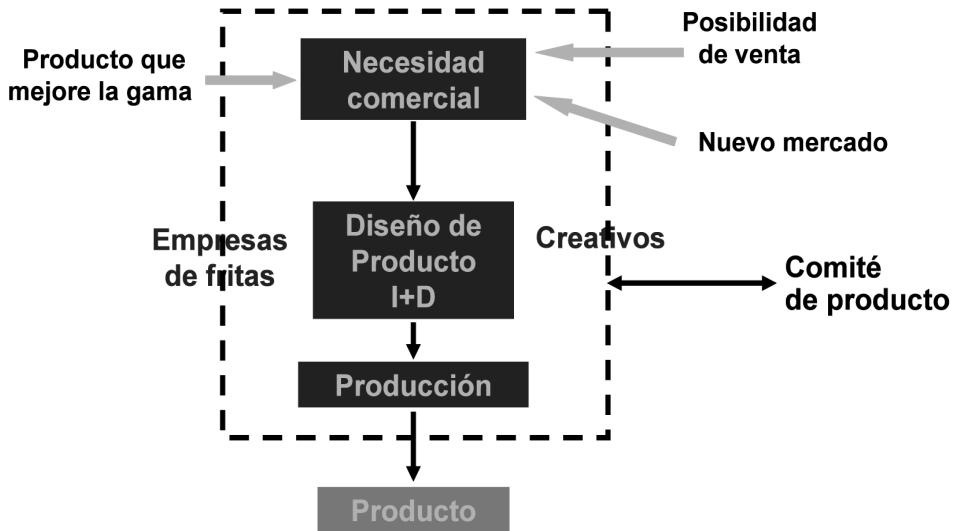 Producto que
mejore la gama
Necesidad
comercial
Posibilidad
de venta
Nuevo mercado
Empresas
de fritas
Diseño de
Producto
I+D
Creativos
Comité
de producto
Producción
Producto